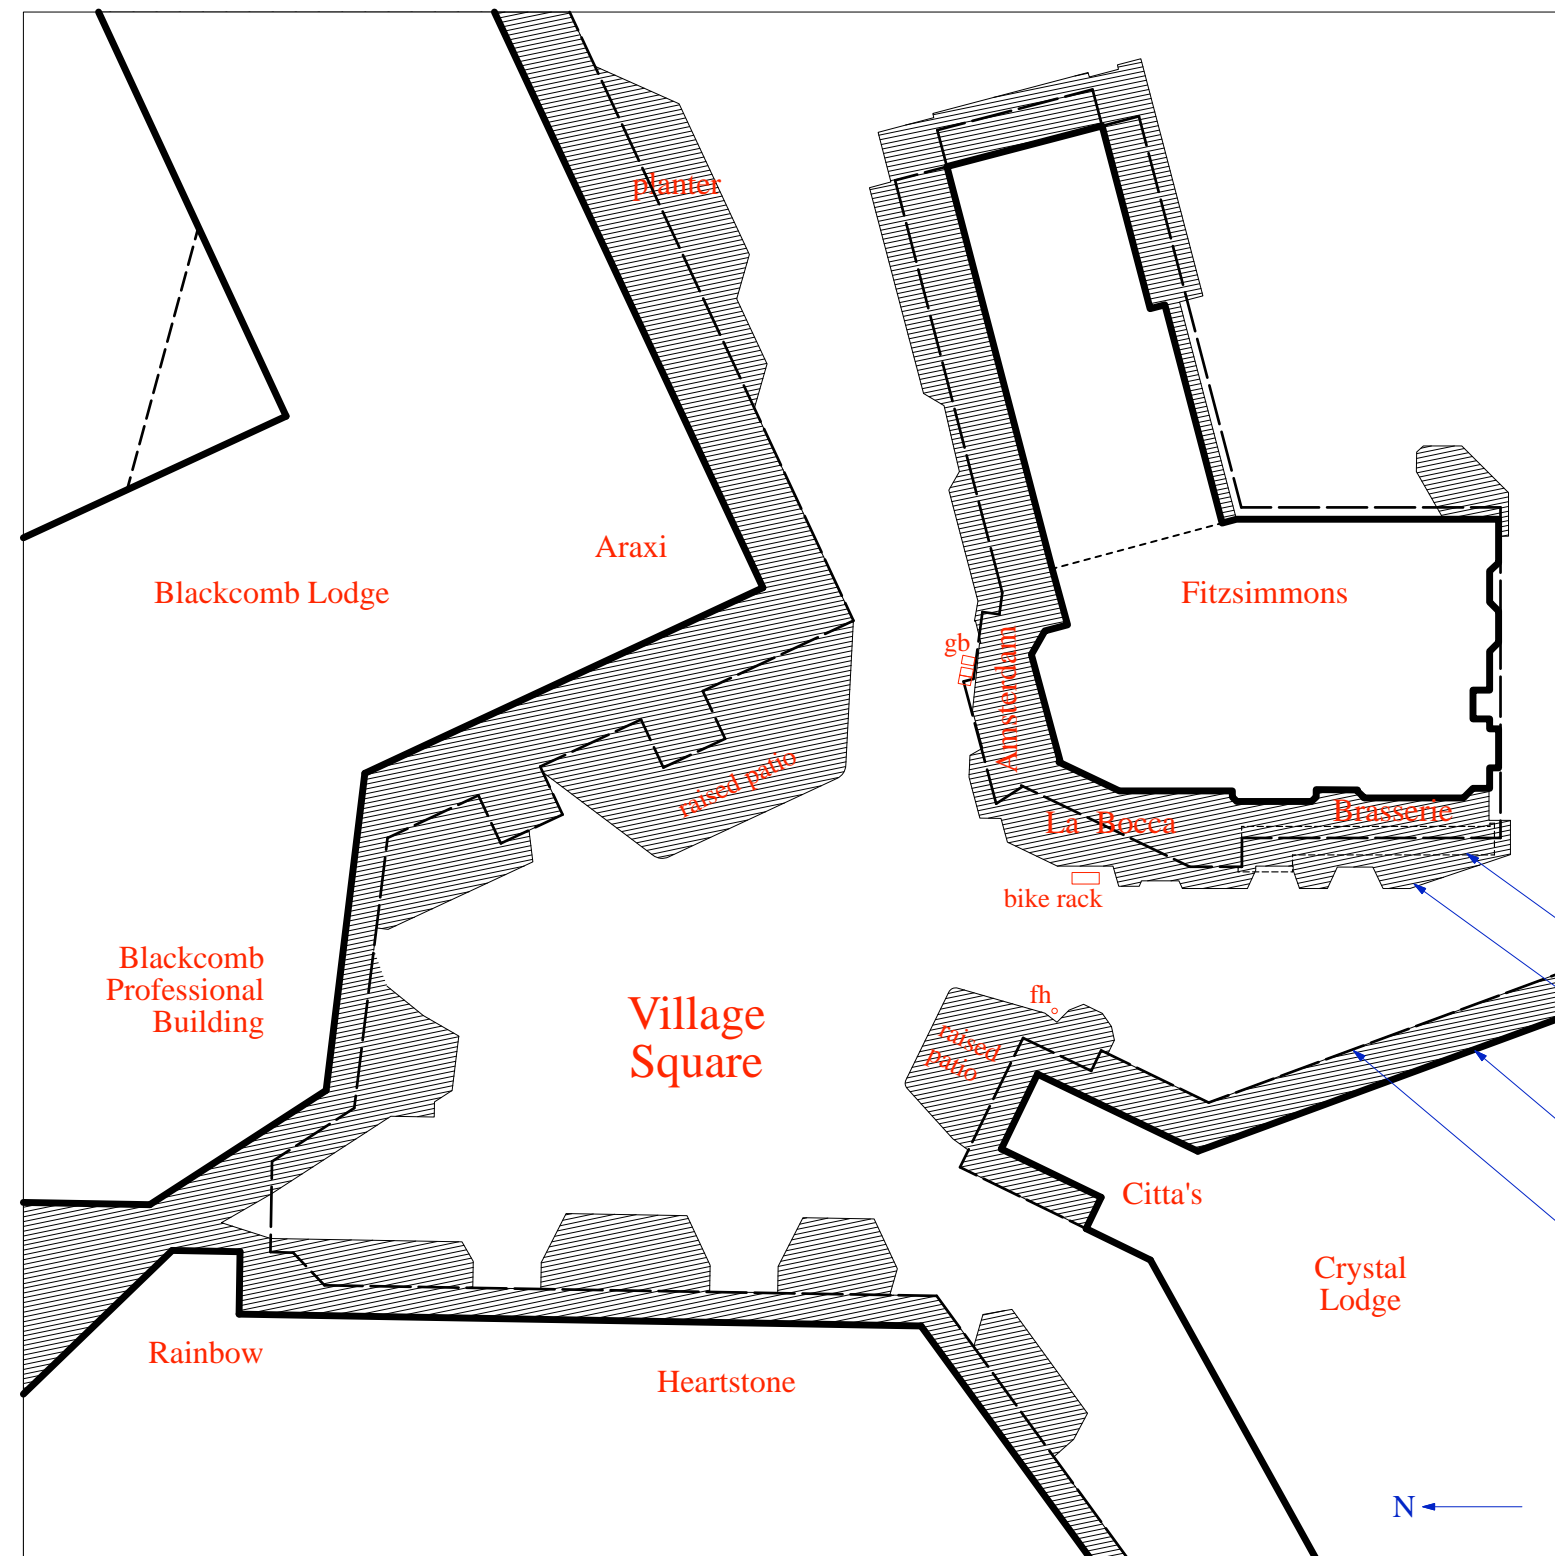 planter
Araxi
Blackcomb Lodge
Fitzsimmons
gb
Amsterdam
raised patio
La Bocca
Brasserie
bike rack
Blackcomb
Professional
Building
Village
Square
fh
raised
patio
Citta's
Crystal
Lodge
Rainbow
Heartstone
N